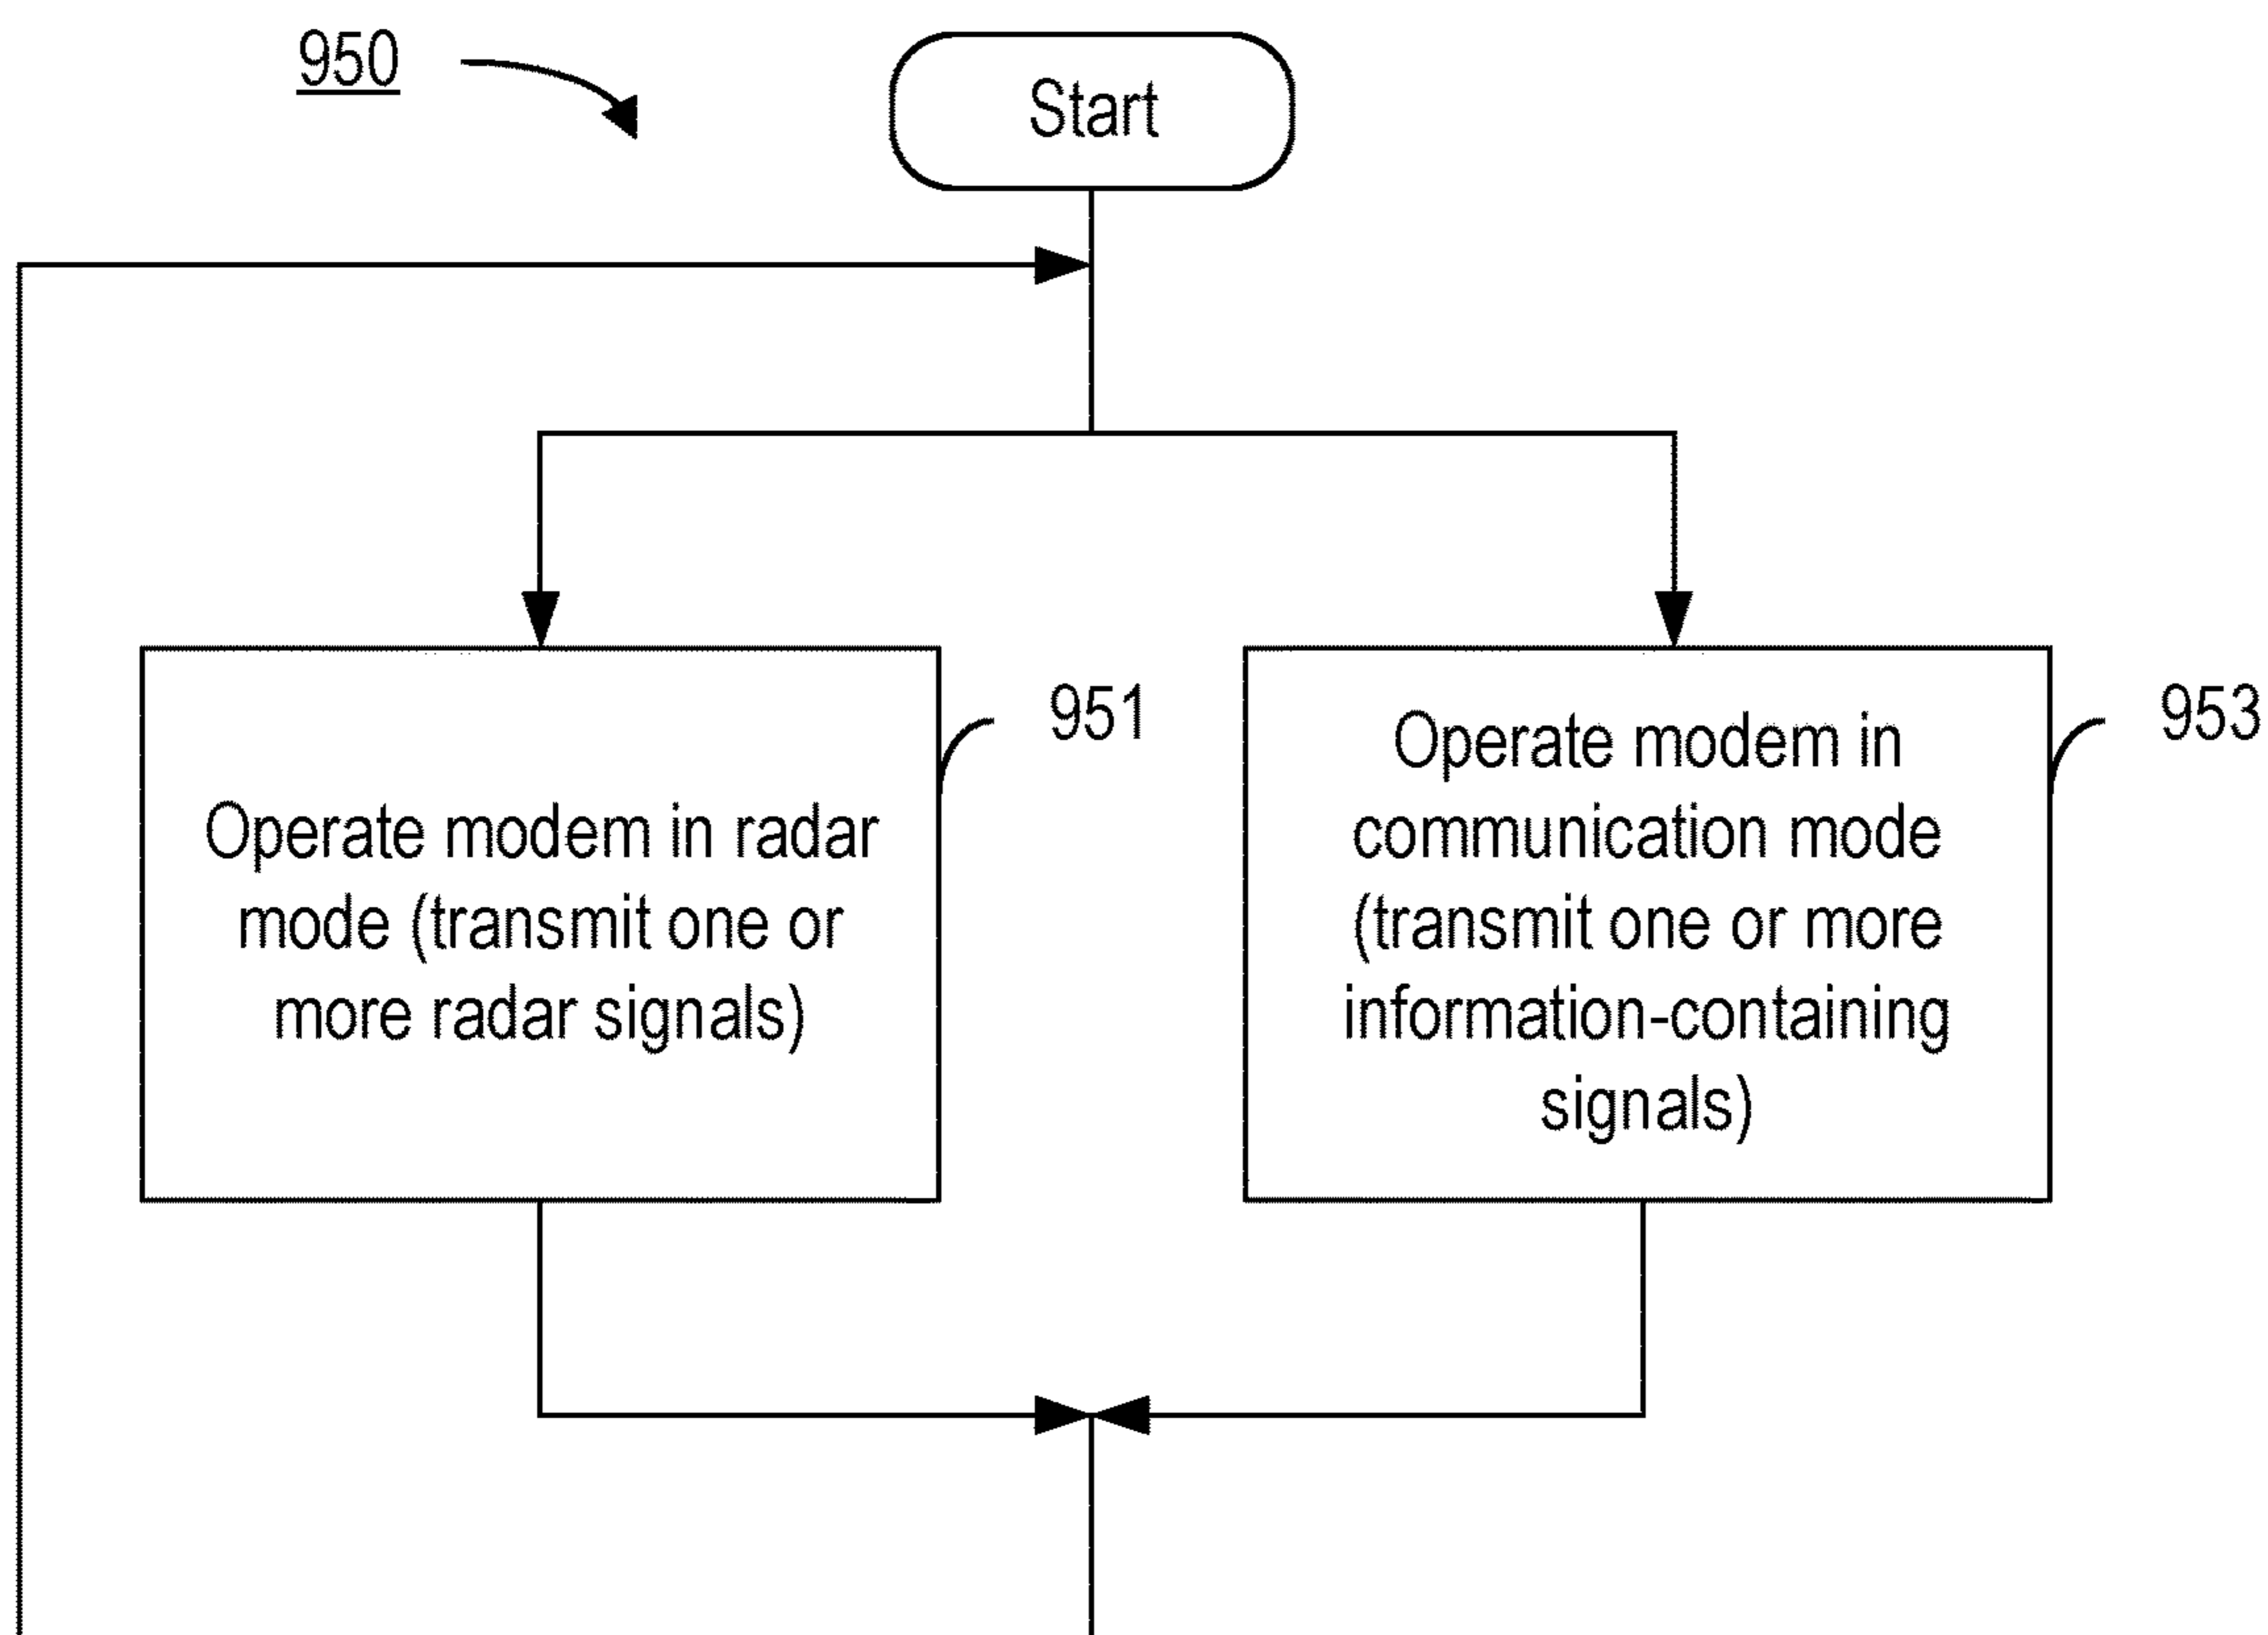 950
Start
951
Operate modem in radar
mode (transmit one or
more radar signals)
953
Operate modem in
communication mode
(transmit one or more
information-containing
signals)